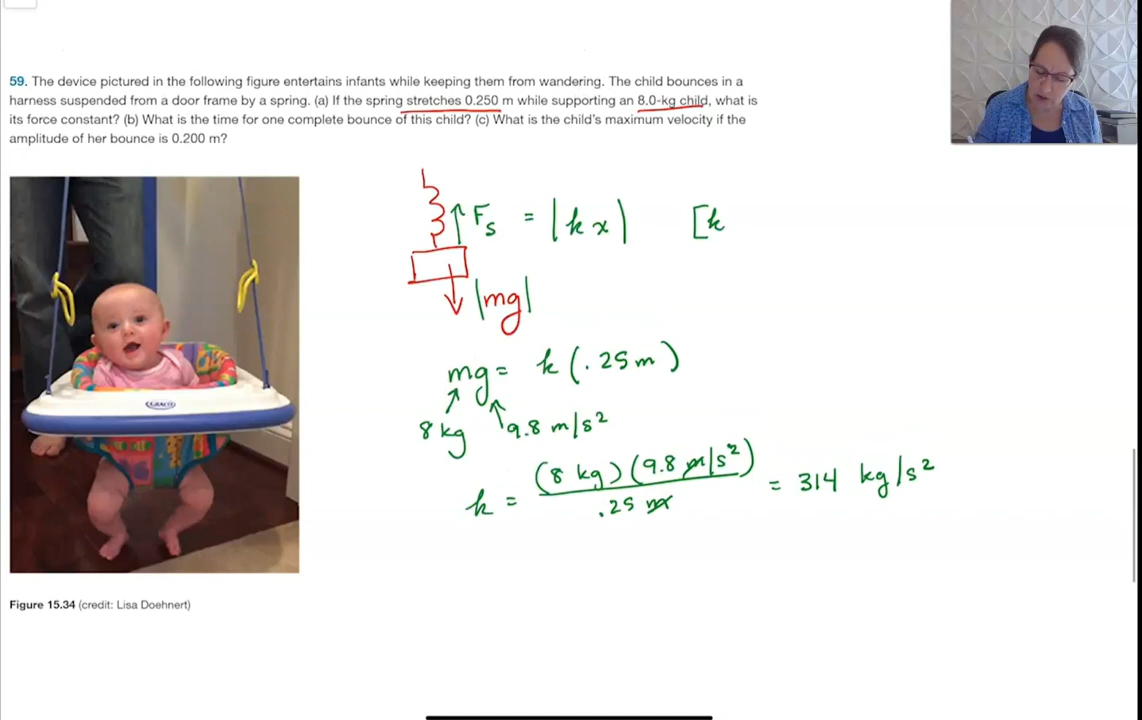 59. The device pictured in the following figure entertains infants while keeping them from wandering. The child bounces in a
harness suspended from a door frame by a spring. (a) If the spring stretches 0.250 m while supporting an 8.0-kg child, what is
its force constant? (b) What is the time for one complete bounce of this child? (c) What is the child's maximum velocity if the
amplitude of her bounce is 0.200 m?
Fs = |kx| [k
|mg|
mg = k (.25 m)
8 kg 9.8 m/s²
(8 kg)(9.8 m/s²)
k = = 314 kg/s²
.25 m
GRACO
Figure 15.34 (credit: Lisa Doehnert)